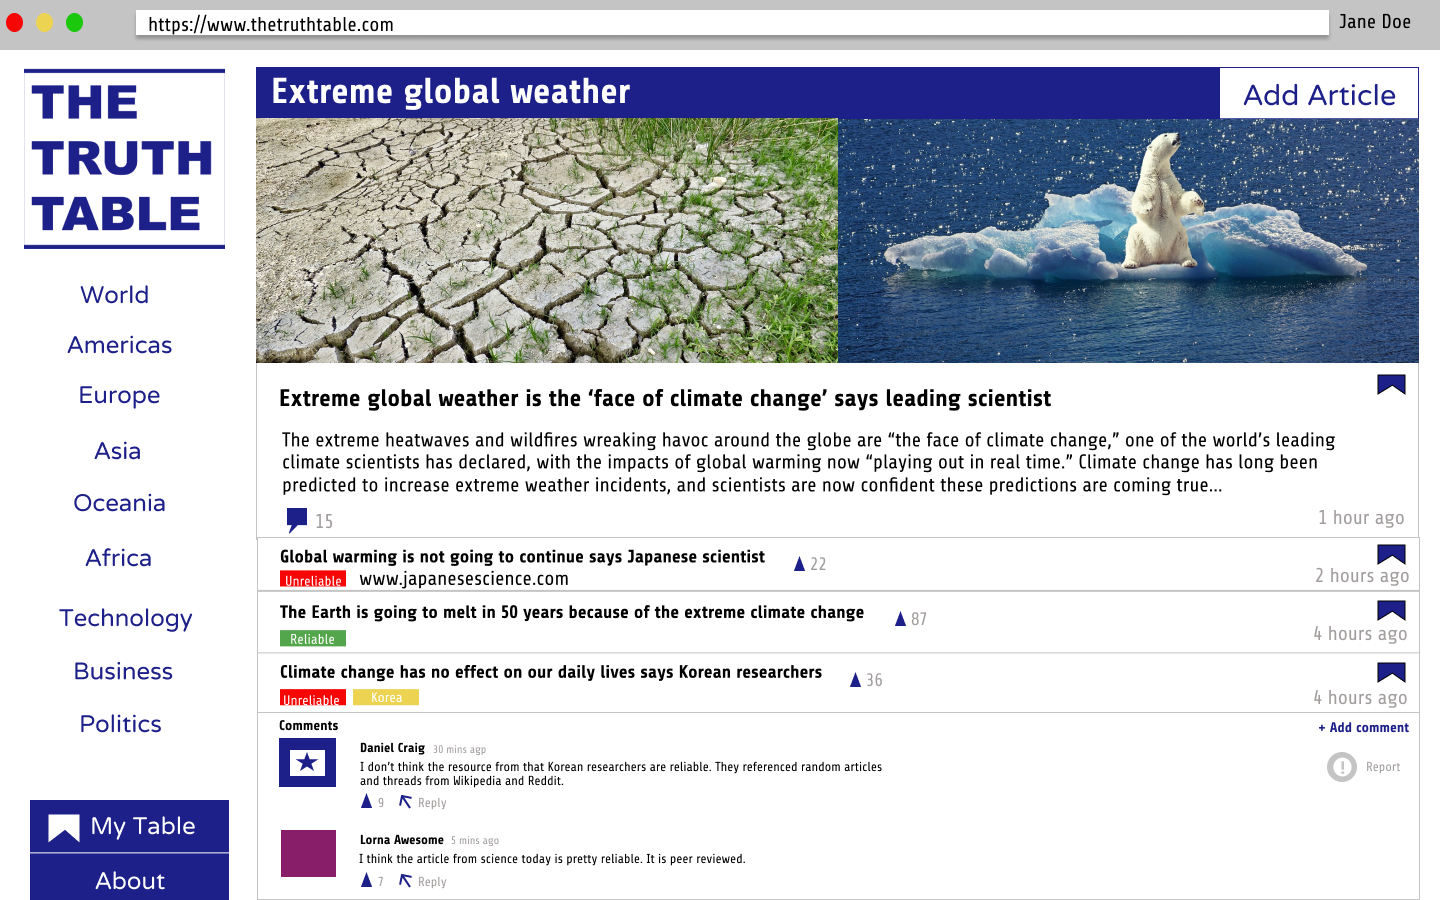 https://www.thetruthtable.com
Jane Doe
THE
TRUTH
TABLE
World
Americas
Europe
Asia
Oceania
Africa
Technology
Business
Politics
My Table
About
Extreme global weather
Add Article
Extreme global weather is the ‘face of climate change’ says leading scientist
The extreme heatwaves and wildfires wreaking havoc around the globe are “the face of climate change,” one of the world’s leading
climate scientists has declared, with the impacts of global warming now “playing out in real time.” Climate change has long been
predicted to increase extreme weather incidents, and scientists are now confident these predictions are coming true...
15
1 hour ago
Global warming is not going to continue says Japanese scientist
22
Unreliable www.japanesescience.com
2 hours ago
The Earth is going to melt in 50 years because of the extreme climate change
87
Reliable
4 hours ago
Climate change has no effect on our daily lives says Korean researchers
36
Unreliable Korea
4 hours ago
Comments
+ Add comment
Daniel Craig 30 mins agp
I don’t think the resource from that Korean researchers are reliable. They referenced random articles
and threads from Wikipedia and Reddit.
9 Reply
Report
Lorna Awesome 5 mins ago
I think the article from science today is pretty reliable. It is peer reviewed.
7 Reply